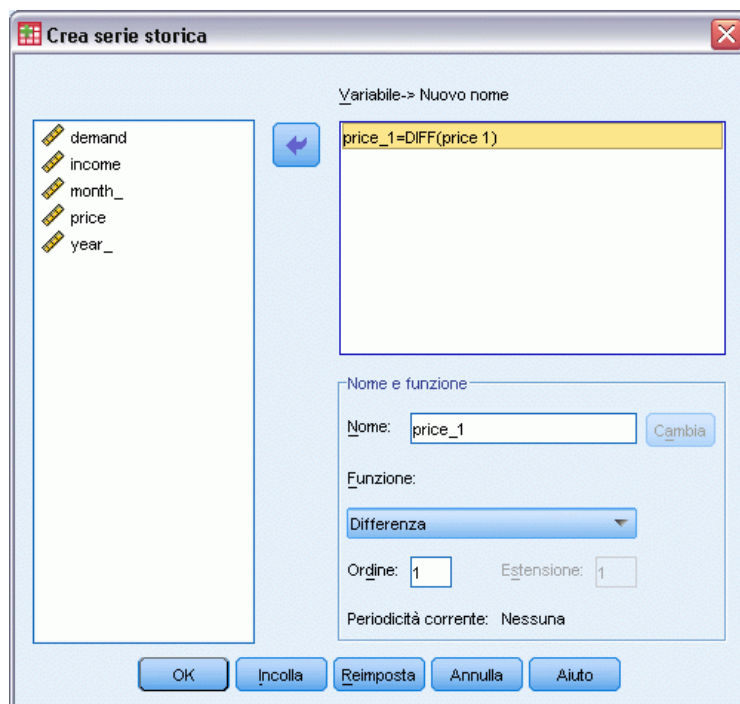 Crea serie storica
Variabile-> Nuovo nome
demand
income
month_
price
year_
price_1=DIFF(price 1)
Nome e funzione
Nome: price_1 Cambia
Funzione:
Differenza
Ordine: 1 Estensione: 1
Periodicità corrente: Nessuna
OK Incolla Reimposta Annulla Aiuto